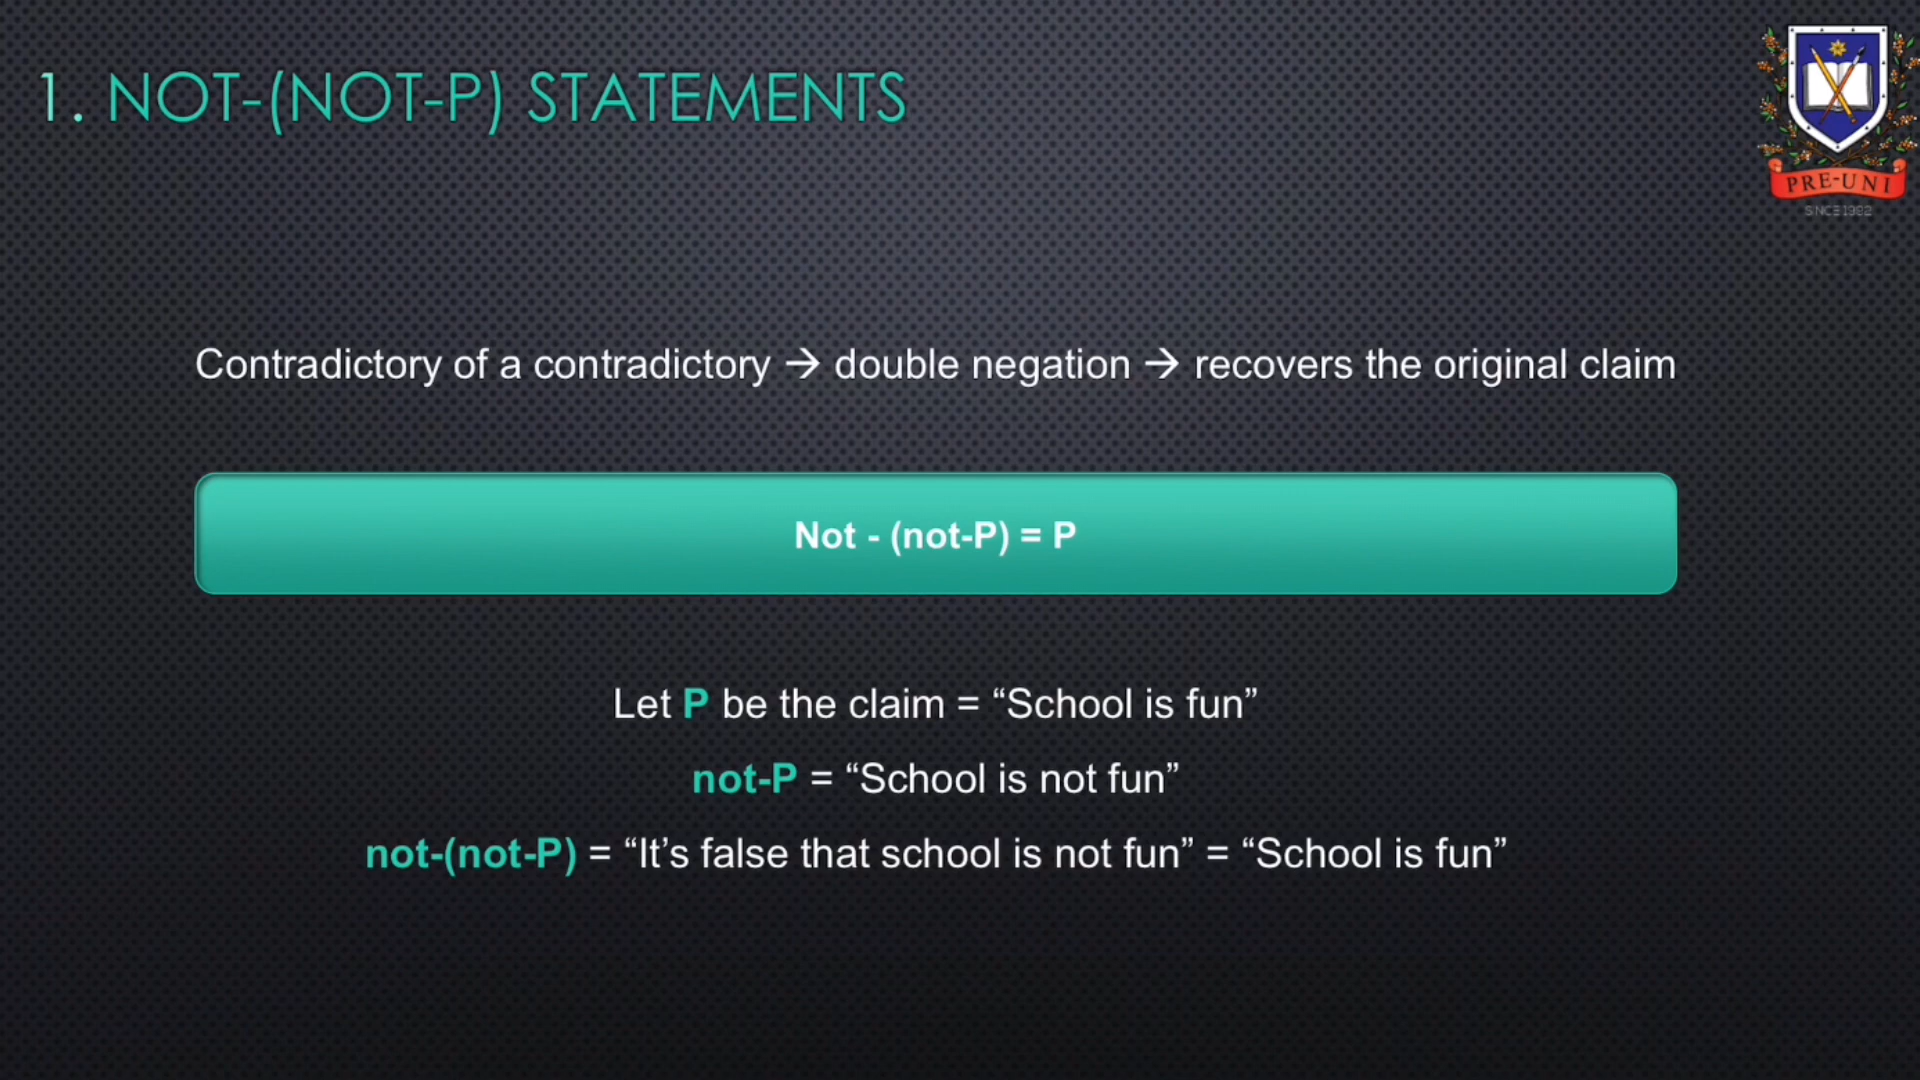 1. NOT-(NOT-P) STATEMENTS
PRE-UNI
SINCE 1992
Contradictory of a contradictory → double negation → recovers the original claim
Not - (not-P) = P
Let P be the claim = “School is fun”
not-P = “School is not fun”
not-(not-P) = “It’s false that school is not fun” = “School is fun”